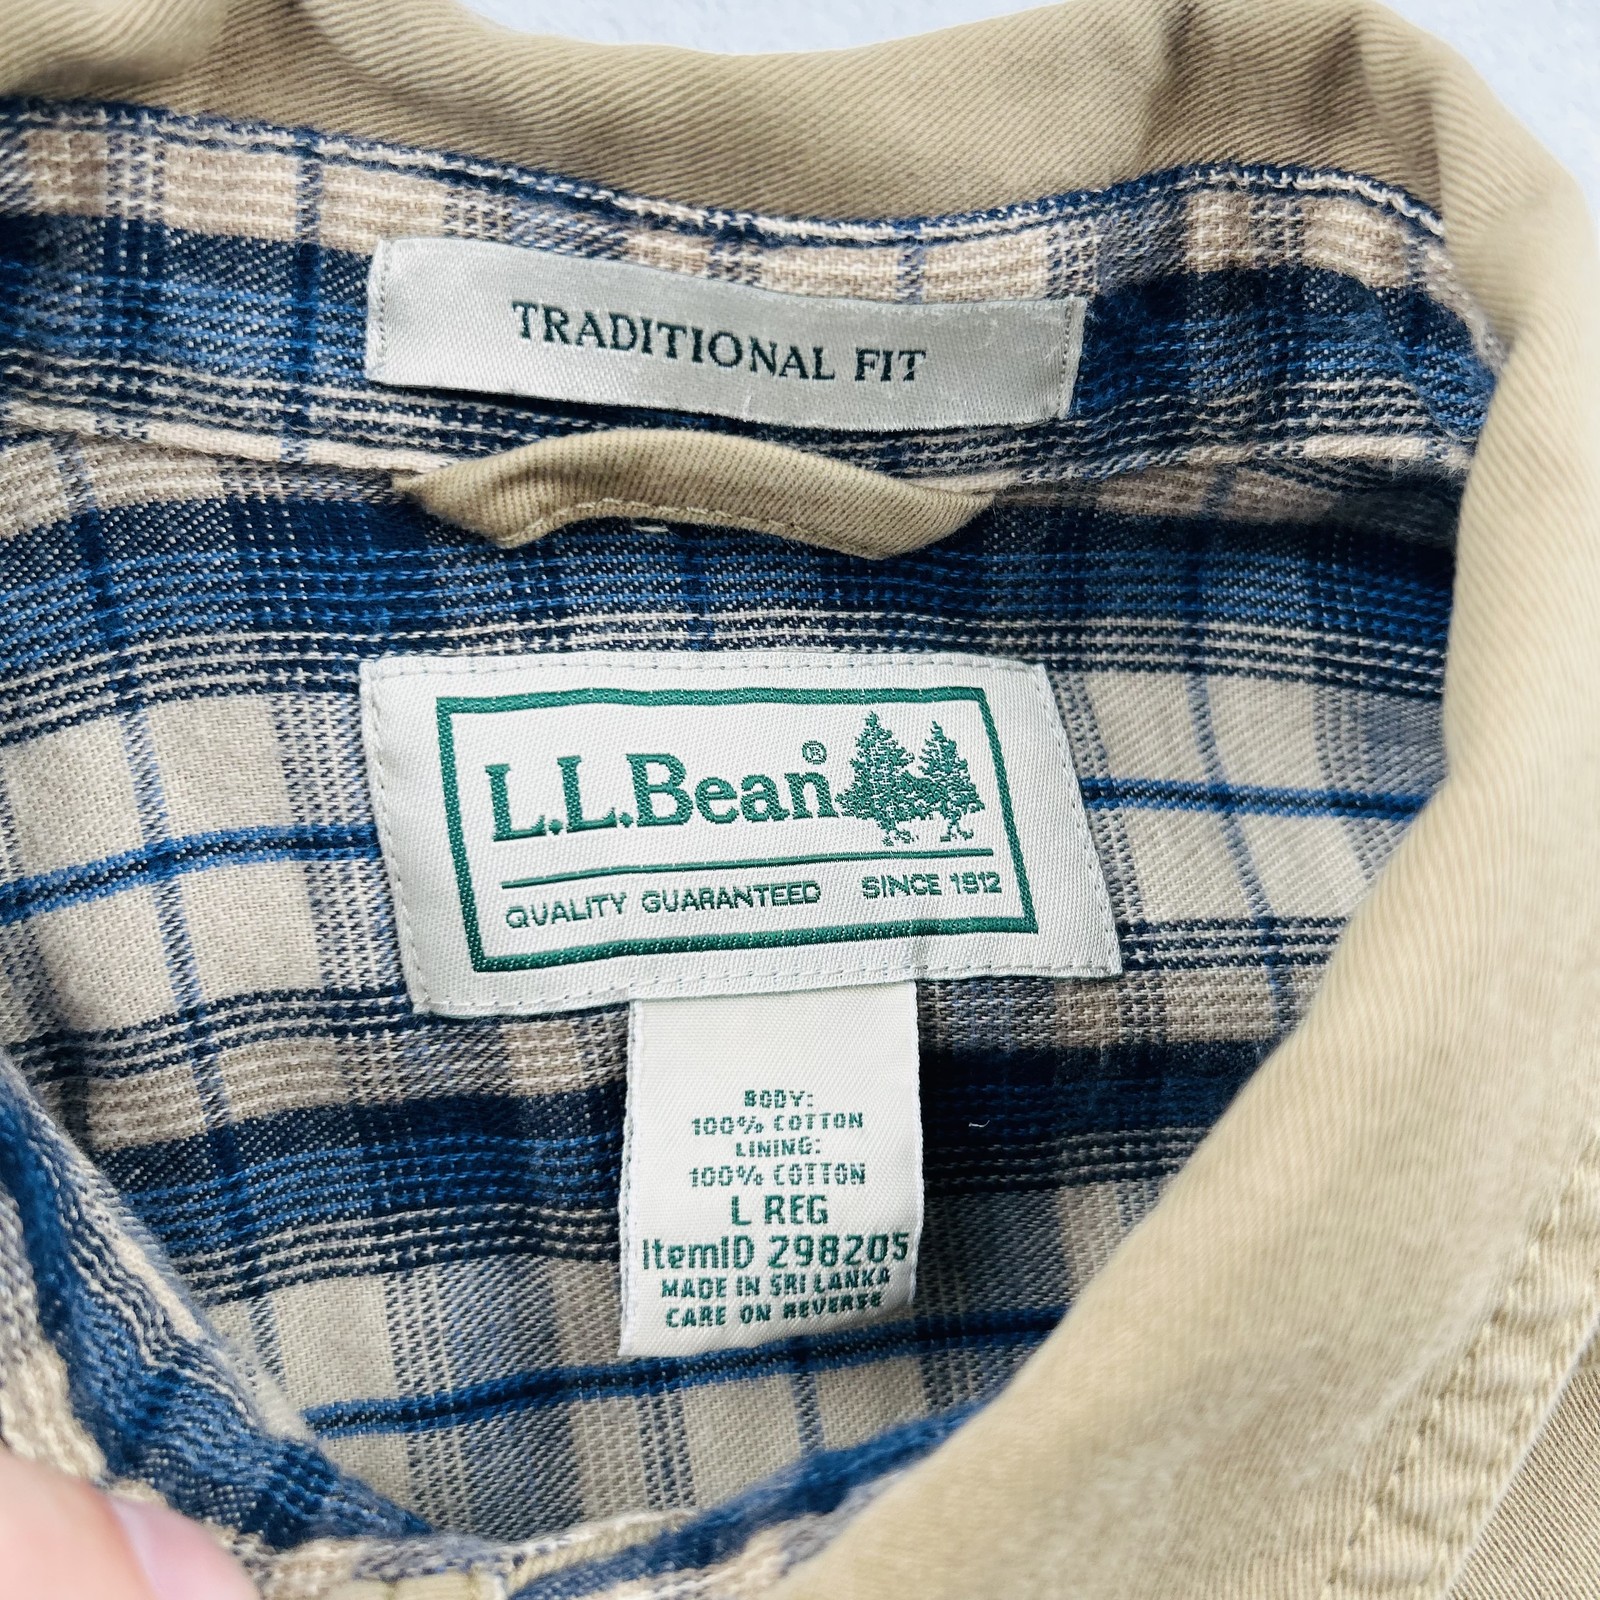 TRADITIONAL FIT
L.L.Bean®
QUALITY GUARANTEED SINCE 1912
BODY:
100% COTTON
LINING:
100% COTTON
L REG
ItemID 298205
MADE IN SRI LANKA
CARE ON REVERSE